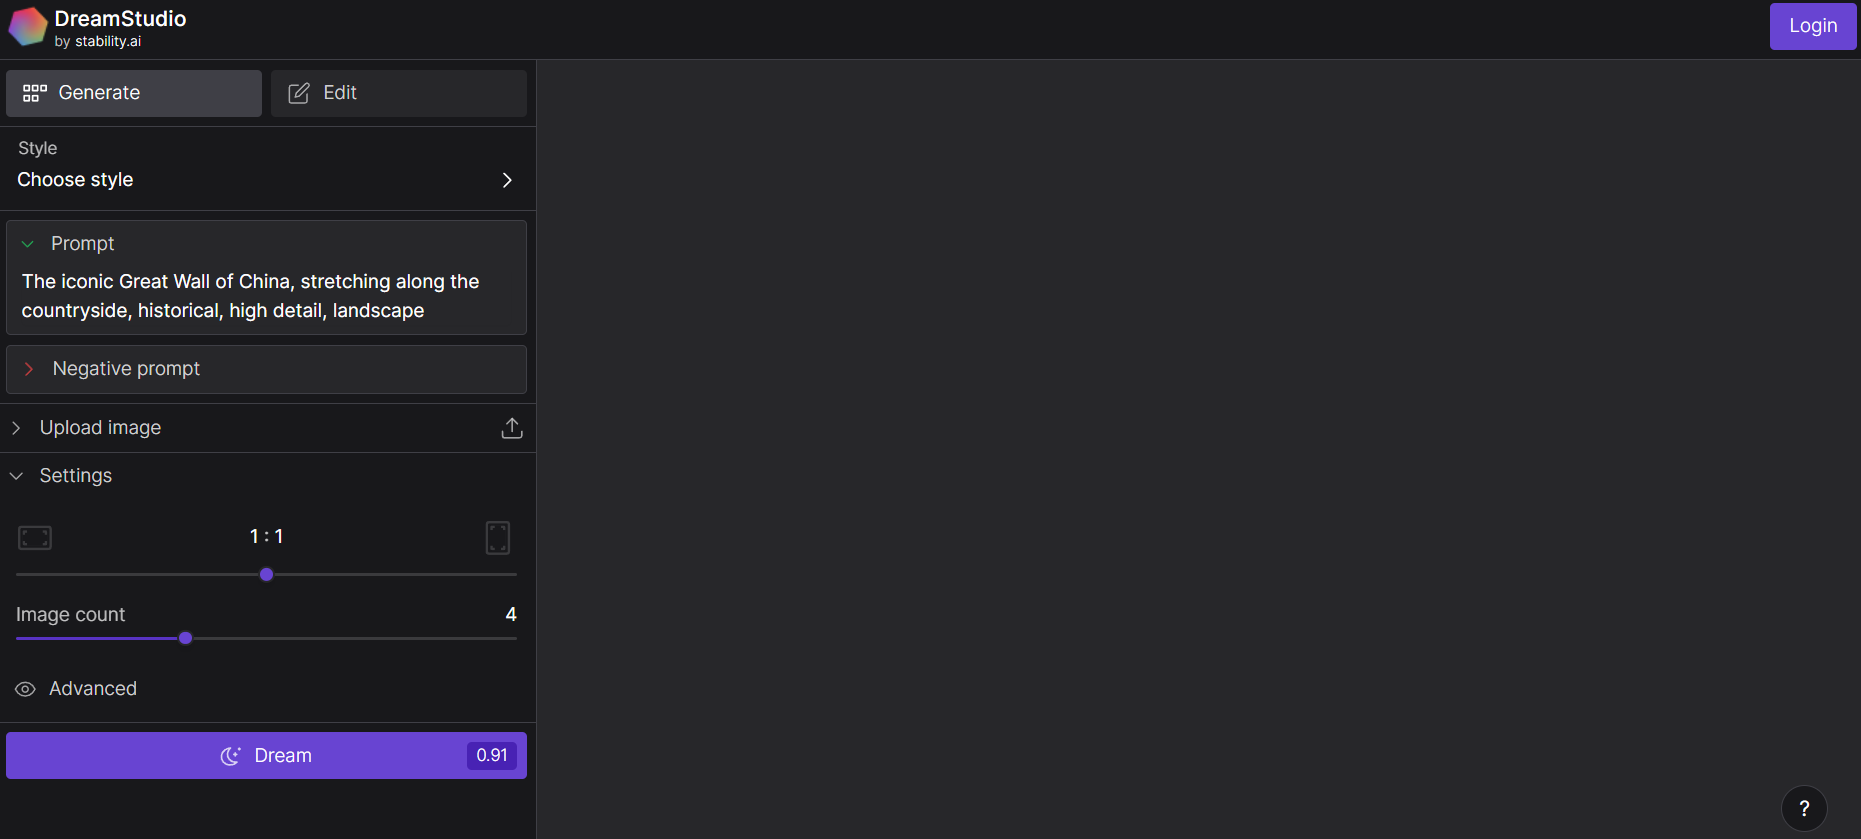 DreamStudio
by stability.ai
Login
Generate
Edit
Style
Choose style
Prompt
The iconic Great Wall of China, stretching along the
countryside, historical, high detail, landscape
Negative prompt
Upload image
Settings
1 : 1
Image count
4
Advanced
Dream
0.91
?